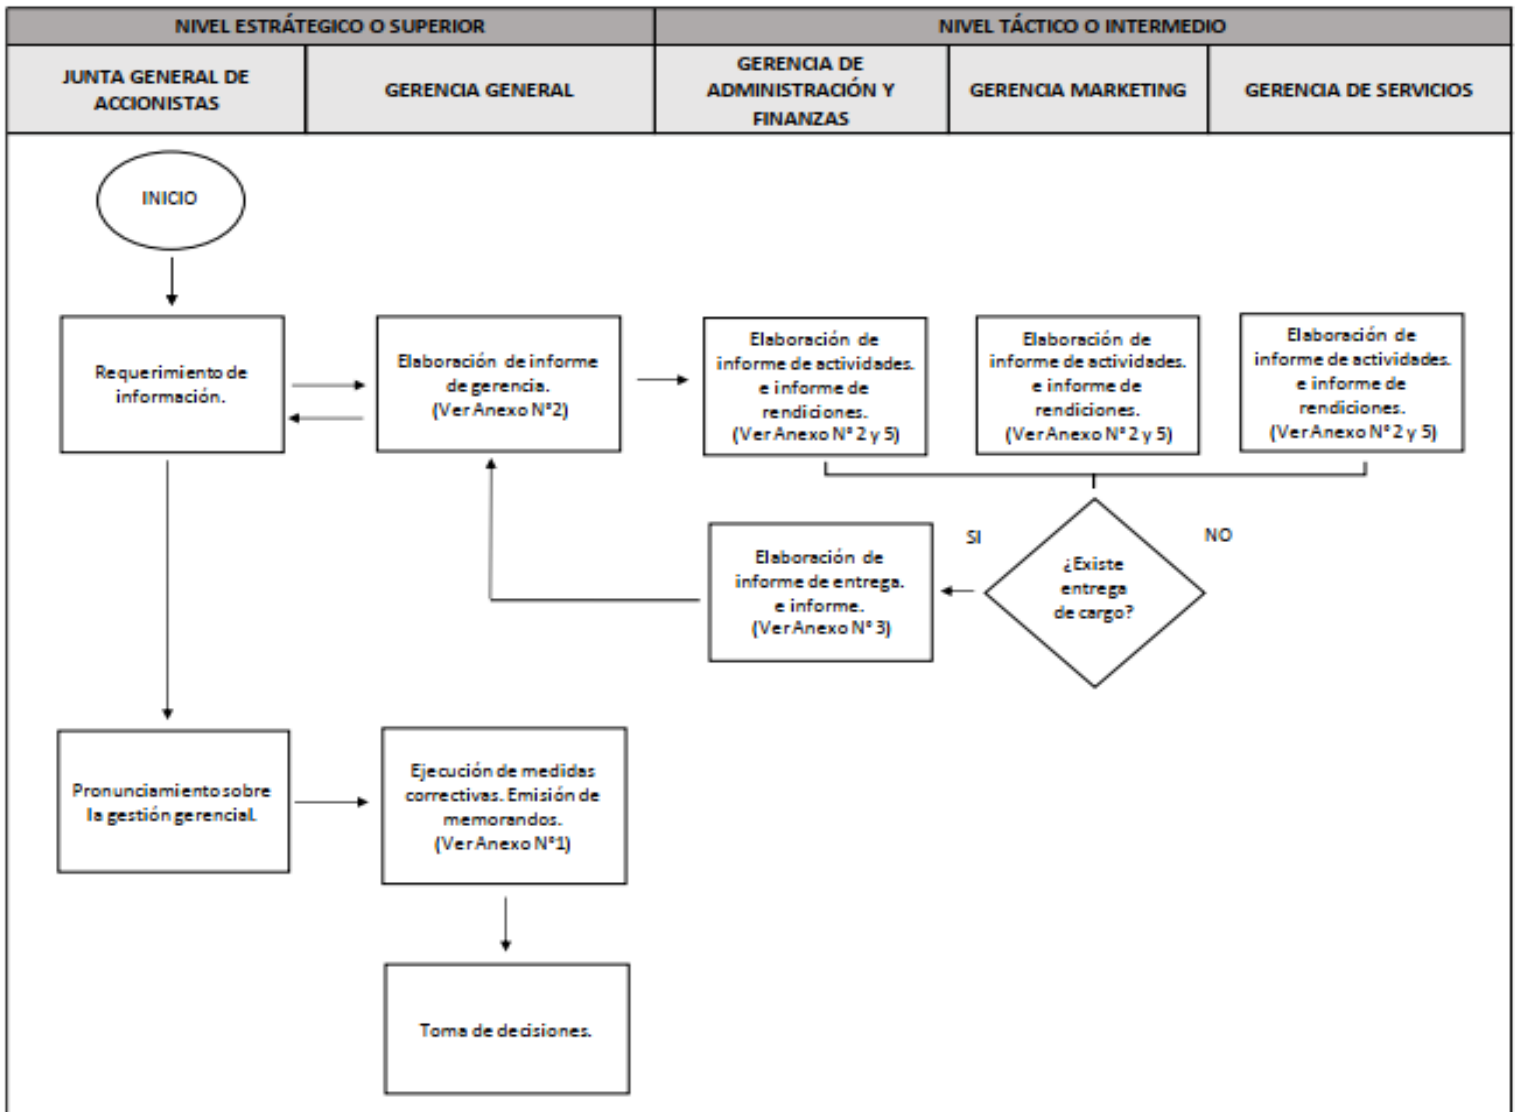 NIVEL ESTRÁTEGICO O SUPERIOR
NIVEL TÁCTICO O INTERMEDIO
JUNTA GENERAL DE
ACCIONISTAS
GERENCIA GENERAL
GERENCIA DE
ADMINISTRACIÓN Y
FINANZAS
GERENCIA MARKETING
GERENCIA DE SERVICIOS
INICIO
Requerimiento de
información.
Elaboración de informe
de gerencia.
(Ver Anexo N°2)
Elaboración de
informe de actividades.
e informe de
rendiciones.
(Ver Anexo N° 2 y 5)
Elaboración de
informe de actividades.
e informe de
rendiciones.
(Ver Anexo N° 2 y 5)
Elaboración de
informe de actividades.
e informe de
rendiciones.
(Ver Anexo N° 2 y 5)
Elaboración de
informe de entrega.
e informe.
(Ver Anexo N° 3)
SI
¿Existe
entrega
de cargo?
NO
Pronunciamiento sobre
la gestión gerencial.
Ejecución de medidas
correctivas. Emisión de
memorandos.
(Ver Anexo N°1)
Toma de decisiones.